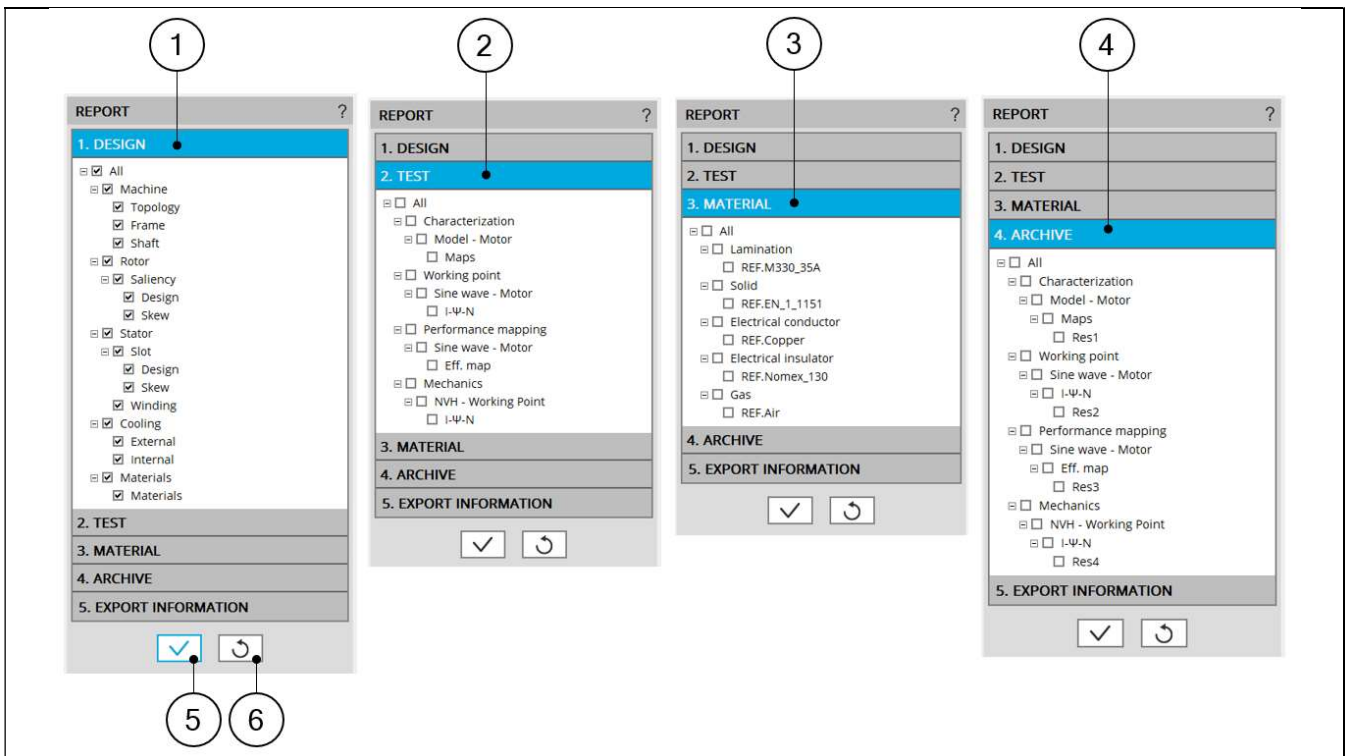 1
2
3
4
REPORT ?
1. DESIGN
All
Machine
Topology
Frame
Shaft
Rotor
Saliency
Design
Skew
Stator
Slot
Design
Skew
Winding
Cooling
External
Internal
Materials
Materials
2. TEST
3. MATERIAL
4. ARCHIVE
5. EXPORT INFORMATION
5
6
REPORT ?
1. DESIGN
2. TEST
All
Characterization
Model - Motor
Maps
Working point
Sine wave - Motor
I-Ψ-N
Performance mapping
Sine wave - Motor
Eff. map
Mechanics
NVH - Working Point
I-Ψ-N
3. MATERIAL
4. ARCHIVE
5. EXPORT INFORMATION
REPORT ?
1. DESIGN
2. TEST
3. MATERIAL
All
Lamination
REF.M330_35A
Solid
REF.EN_1_1151
Electrical conductor
REF.Copper
Electrical insulator
REF.Nomex_130
Gas
REF.Air
4. ARCHIVE
5. EXPORT INFORMATION
REPORT ?
1. DESIGN
2. TEST
3. MATERIAL
4. ARCHIVE
All
Characterization
Model - Motor
Maps
Res1
Working point
Sine wave - Motor
I-Ψ-N
Res2
Performance mapping
Sine wave - Motor
Eff. map
Res3
Mechanics
NVH - Working Point
I-Ψ-N
Res4
5. EXPORT INFORMATION